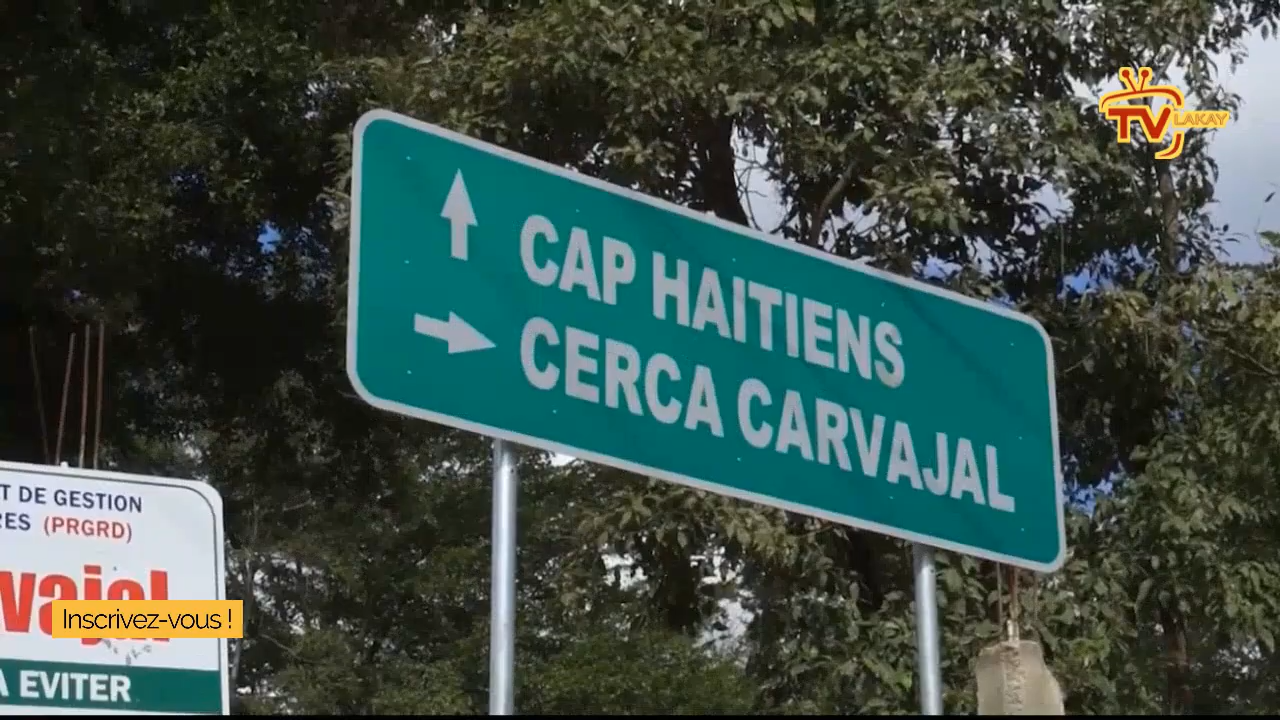 TV LAKAY
CAP HAITIENS
CERCA CARVAJAL
T DE GESTION
RES (PRGRD)
vajal
Inscrivez-vous !
A EVITER